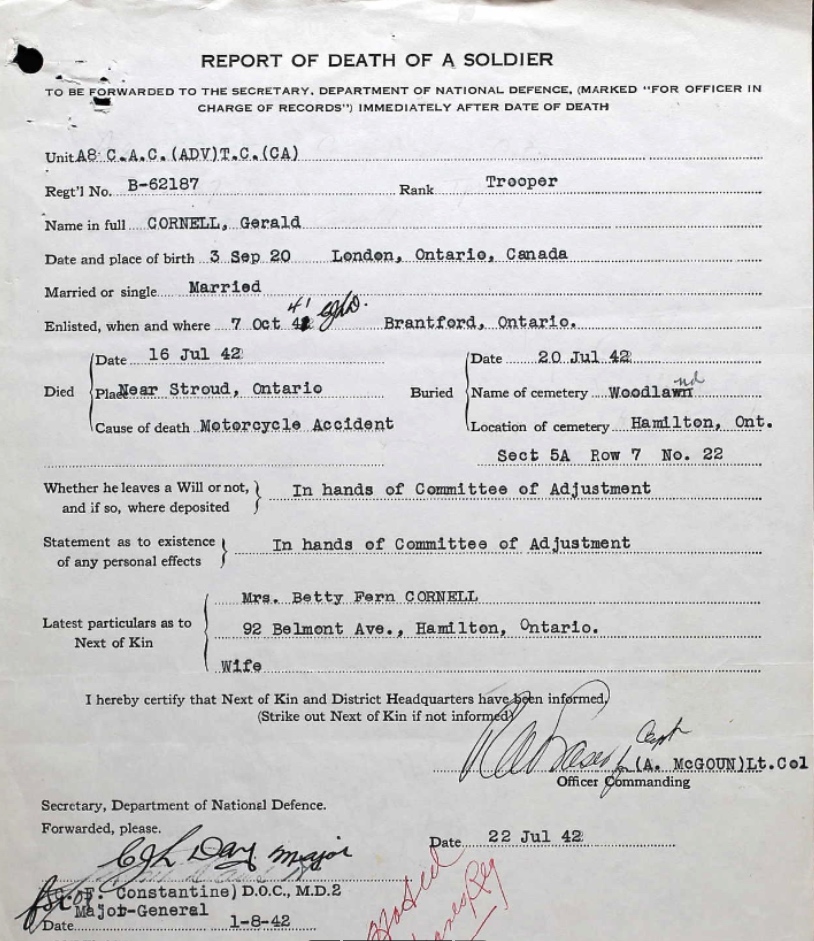 REPORT OF DEATH OF A SOLDIER
TO BE FORWARDED TO THE SECRETARY, DEPARTMENT OF NATIONAL DEFENCE, (MARKED "FOR OFFICER IN
CHARGE OF RECORDS") IMMEDIATELY AFTER DATE OF DEATH
Unit A8 C.A.C.(ADV)T.C.(CA)
Regt'l No. B-62187 Rank Trooper
Name in full CORNELL, Gerald
Date and place of birth 3 Sep 20 London, Ontario, Canada
Married or single Married
41
Enlisted, when and where 7 Oct 42 Brantford, Ontario.
Died Date 16 Jul 42 Buried Date 20 Jul 42
Place Near Stroud, Ontario Name of cemetery Woodlawn nd
Cause of death Motorcycle Accident Location of cemetery Hamilton, Ont.
Sect 5A Row 7 No. 22
Whether he leaves a Will or not, In hands of Committee of Adjustment
and if so, where deposited
Statement as to existence In hands of Committee of Adjustment
of any personal effects
Mrs. Betty Fern CORNELL
Latest particulars as to 92 Belmont Ave., Hamilton, Ontario.
Next of Kin
Wife
I hereby certify that Next of Kin and District Headquarters have been informed.
(Strike out Next of Kin if not informed)
Capt
(A. McGOUN)Lt.Col
Officer Commanding
Secretary, Department of National Defence.
Forwarded, please.
Date 22 Jul 42
Day Major
for (C.F. Constantine) D.O.C., M.D.2
Major-General
Date 1-8-42